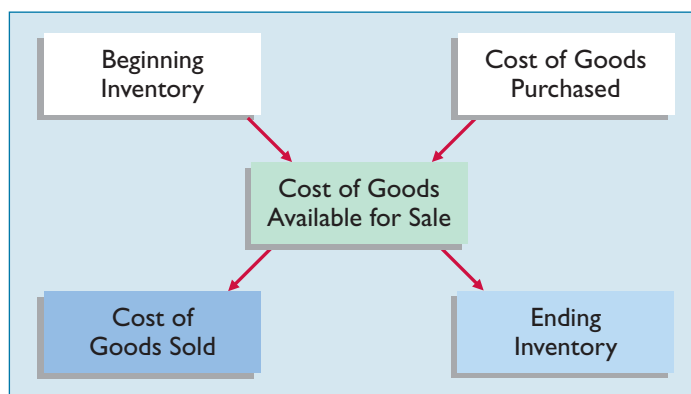 Beginning
Inventory
Cost of Goods
Purchased
Cost of Goods
Available for Sale
Cost of
Goods Sold
Ending
Inventory